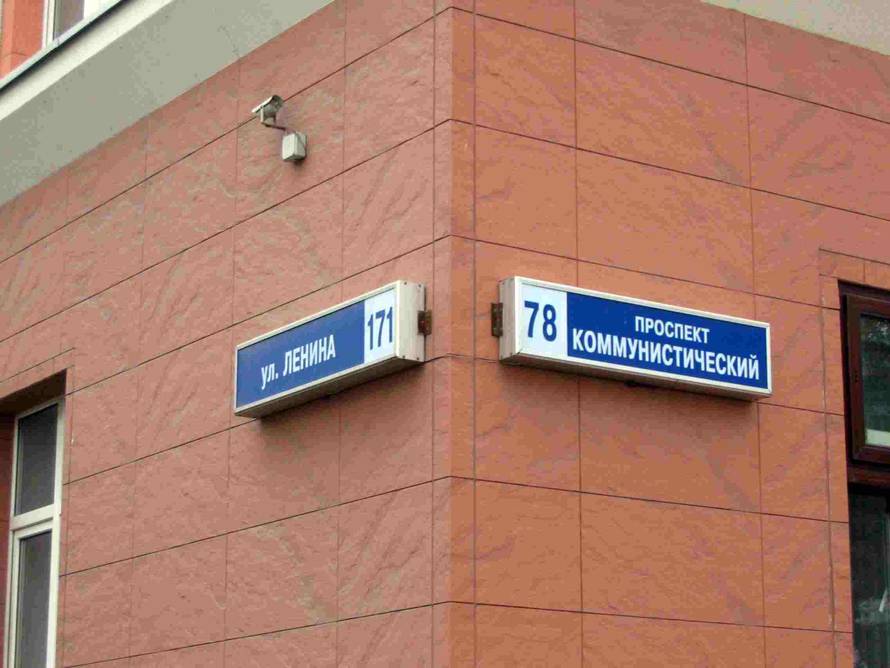 ул. ЛЕНИНА 171
78 ПРОСПЕКТ
КОММУНИСТИЧЕСКИЙ